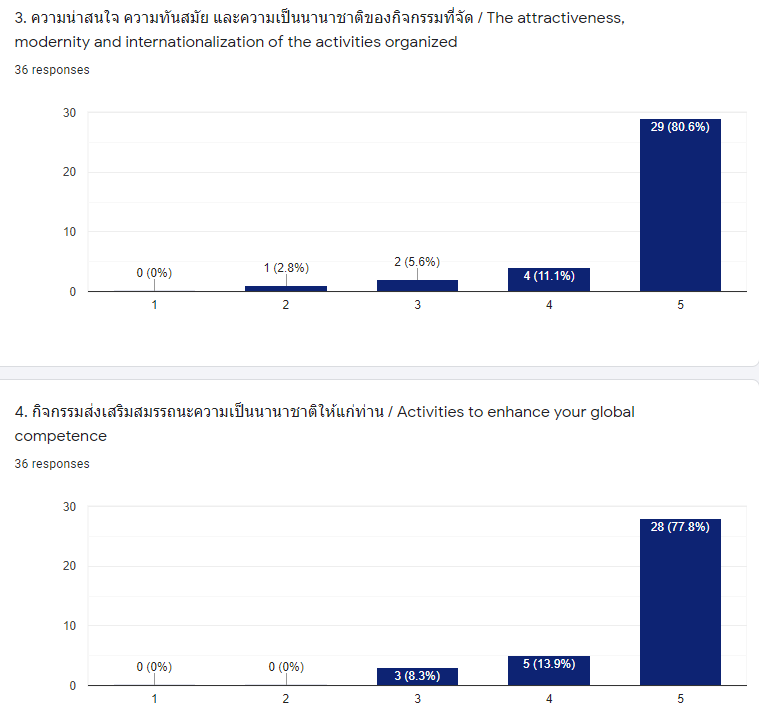 3. ความน่าสนใจ ความทันสมัย และความเป็นนานาชาติของกิจกรรมที่จัด / The attractiveness,
modernity and internationalization of the activities organized
36 responses
30
20
10
0
0 (0%)
1 (2.8%)
2 (5.6%)
4 (11.1%)
29 (80.6%)
1 2 3 4 5
4. กิจกรรมส่งเสริมสมรรถนะความเป็นนานาชาติให้แก่ท่าน / Activities to enhance your global
competence
36 responses
30
20
10
0
0 (0%)
0 (0%)
3 (8.3%)
5 (13.9%)
28 (77.8%)
1 2 3 4 5